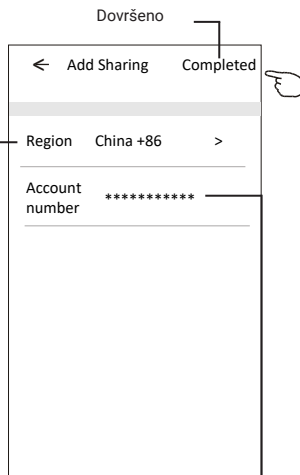 Dovršeno
← Add Sharing Completed
Region China +86 >
Account
number ***********